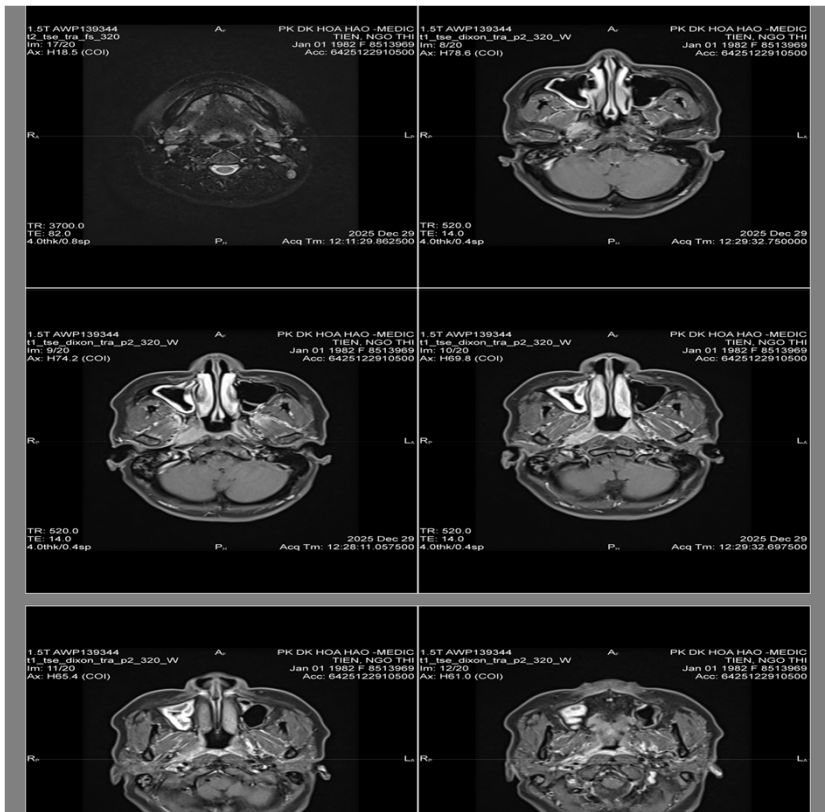 1.5T AWP139344
t2_tse_tra_fs_320
Im: 17/20
Ax: H18.5 (COI)
A
PK DK HOA HAO -MEDIC
TIEN, NGO THI
Jan 01 1982 F 8513969
Acc: 6425122910500
R
L
TR: 3700.0
TE: 82.0
4.0thk/0.8sp
P
2025 Dec 29
Acq Tm: 12:11:29.862500
1.5T AWP139344
t1_tse_dixon_tra_p2_320_W
Im: 8/20
Ax: H78.6 (COI)
A
PK DK HOA HAO -MEDIC
TIEN, NGO THI
Jan 01 1982 F 8513969
Acc: 6425122910500
R
L
TR: 520.0
TE: 14.0
4.0thk/0.4sp
P
2025 Dec 29
Acq Tm: 12:29:32.750000
1.5T AWP139344
t1_tse_dixon_tra_p2_320_W
Im: 9/20
Ax: H74.2 (COI)
A
PK DK HOA HAO -MEDIC
TIEN, NGO THI
Jan 01 1982 F 8513969
Acc: 6425122910500
R
L
TR: 520.0
TE: 14.0
4.0thk/0.4sp
P
2025 Dec 29
Acq Tm: 12:28:11.057500
1.5T AWP139344
t1_tse_dixon_tra_p2_320_W
Im: 10/20
Ax: H69.8 (COI)
A
PK DK HOA HAO -MEDIC
TIEN, NGO THI
Jan 01 1982 F 8513969
Acc: 6425122910500
R
L
TR: 520.0
TE: 14.0
4.0thk/0.4sp
P
2025 Dec 29
Acq Tm: 12:29:32.697500
1.5T AWP139344
t1_tse_dixon_tra_p2_320_W
Im: 11/20
Ax: H65.4 (COI)
A
PK DK HOA HAO -MEDIC
TIEN, NGO THI
Jan 01 1982 F 8513969
Acc: 6425122910500
R
L
1.5T AWP139344
t1_tse_dixon_tra_p2_320_W
Im: 12/20
Ax: H61.0 (COI)
A
PK DK HOA HAO -MEDIC
TIEN, NGO THI
Jan 01 1982 F 8513969
Acc: 6425122910500
R
L